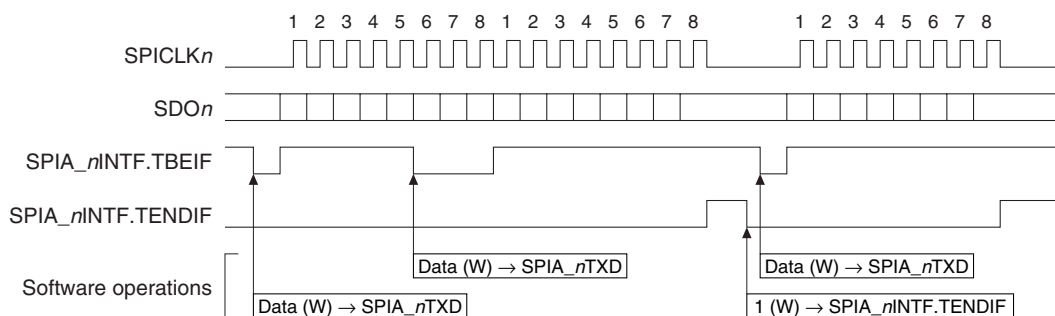 1 2 3 4 5 6 7 8 1 2 3 4 5 6 7 8 1 2 3 4 5 6 7 8
SPICLKn
SDOn
SPIA_nINTF.TBEIF
SPIA_nINTF.TENDIF
Software operations
Data (W) → SPIA_nTXD
Data (W) → SPIA_nTXD
Data (W) → SPIA_nTXD
1 (W) → SPIA_nINTF.TENDIF